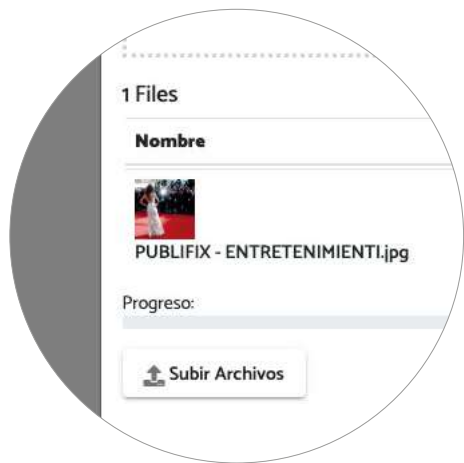 1 Files
Nombre
PUBLIFIX - ENTRETENIMIENTI.jpg
Progreso:
Subir Archivos